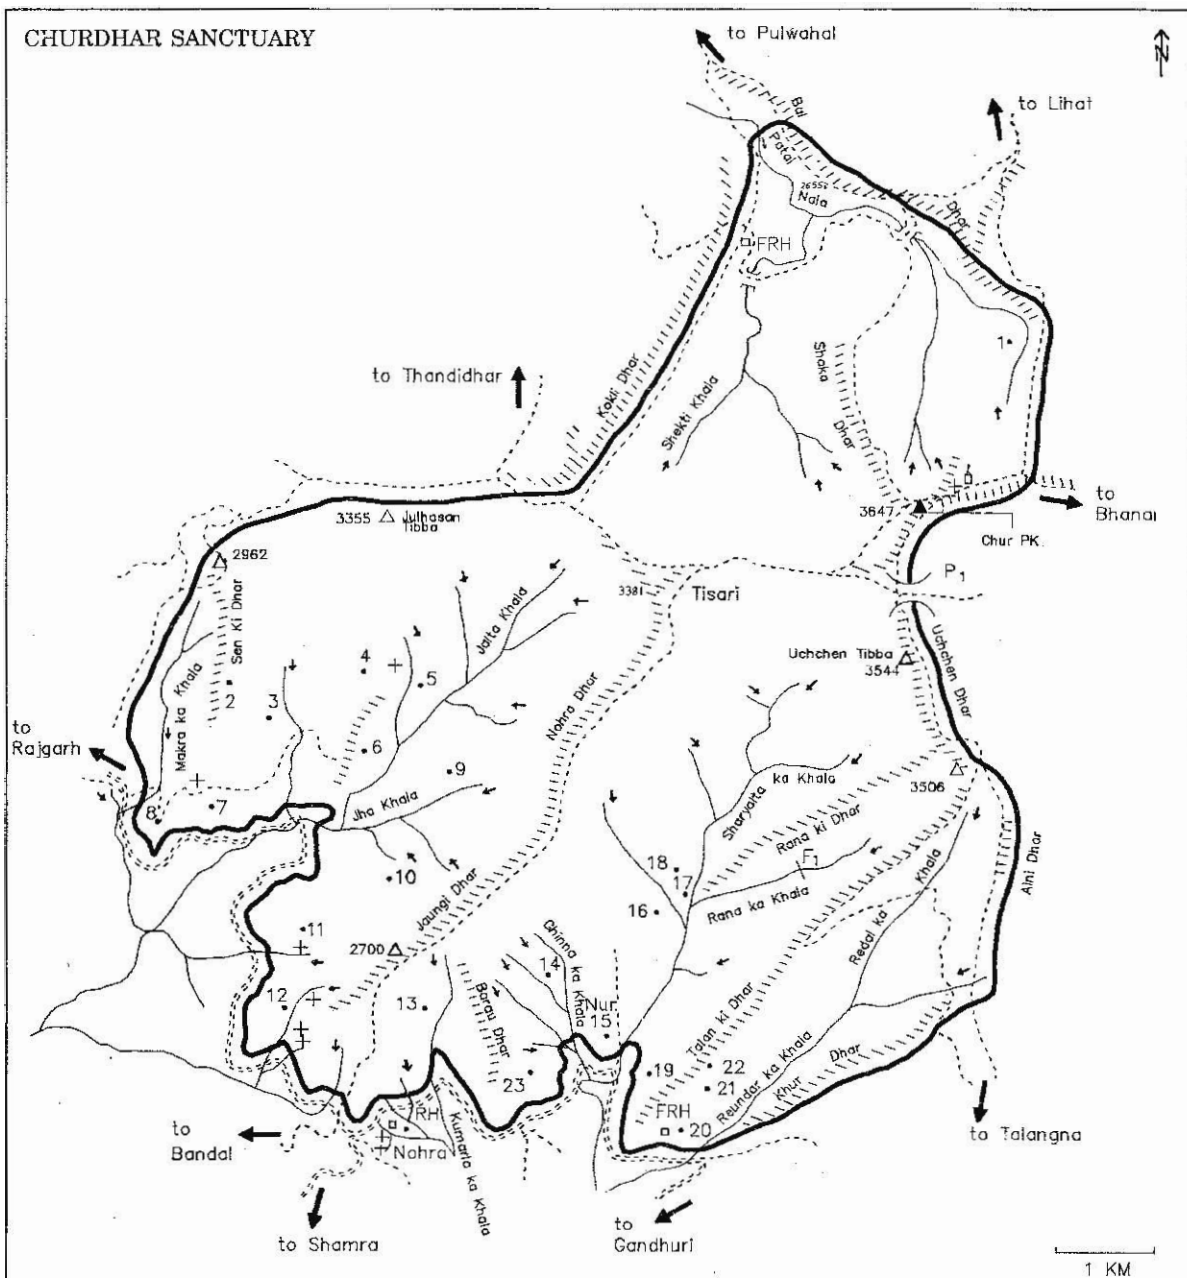 CHURDHAR SANCTUARY
to Pulwahal
N
to Lihat
Bal
Patal
26552
Nala
Dhar
FRH
1
Shaka
Dhar
to Thandidhar
Kokli Dhar
Shekti Khala
3647
to
Bhanai
Chur PK.
3355
Julhasan
Tibba
2962
P1
3381
Tisari
Sen Ki Dhar
Jalta Khala
Uchchen Tibba
3544
Uchchen Dhar
4
5
2
3
Makra ka Khala
Nohra Dhar
to
Rajgarh
6
9
ka Khala
3506
8
7
Jha Khala
Sharyalta
Rana ki Dhar
F1
Khala
Alni Dhar
18
10
17
16
Rana ka Khala
Redal ka
Jaungi Dhar
11
2700
Ghinna ka Khala
14
12
13
Barau Dhar
Nur
15
Talan ki Dhar
23
19
22
21
Reundar ka Khala
Khur Dhar
FRH
20
RH
Nohra
Kumarla ka Khala
to
Bandal
to Talangna
to Shamra
to
Gandhuri
1 KM